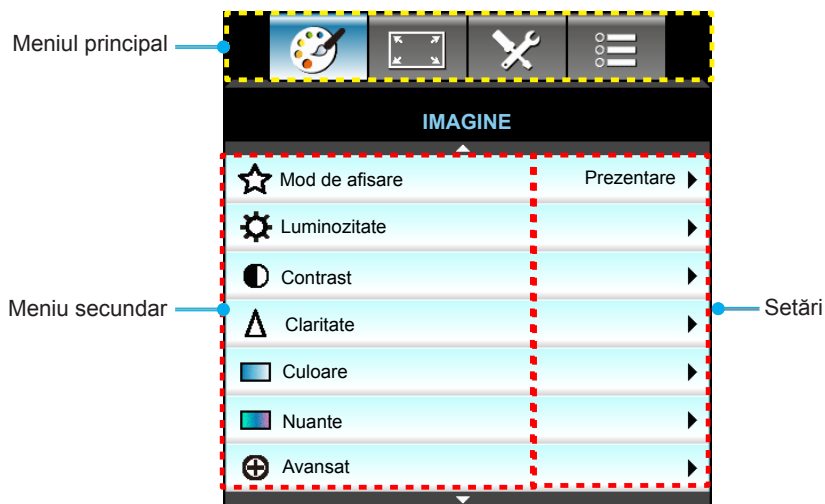 Meniul principal
IMAGINE
Mod de afisare Prezentare
Luminozitate
Contrast
Meniu secundar
Setări
Claritate
Culoare
Nuante
Avansat